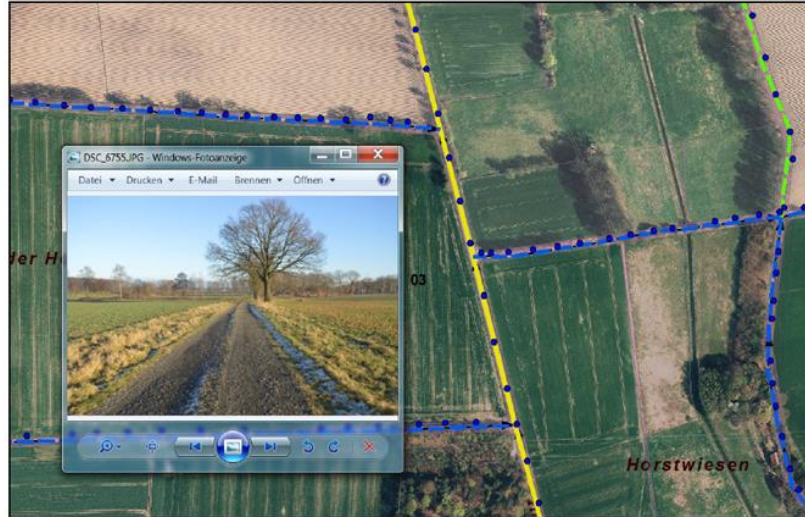 DSC_6755.JPG - Windows-Fotoanzeige
Datei Drucken E-Mail Brennen Öffnen
der H
03
Horstwiesen